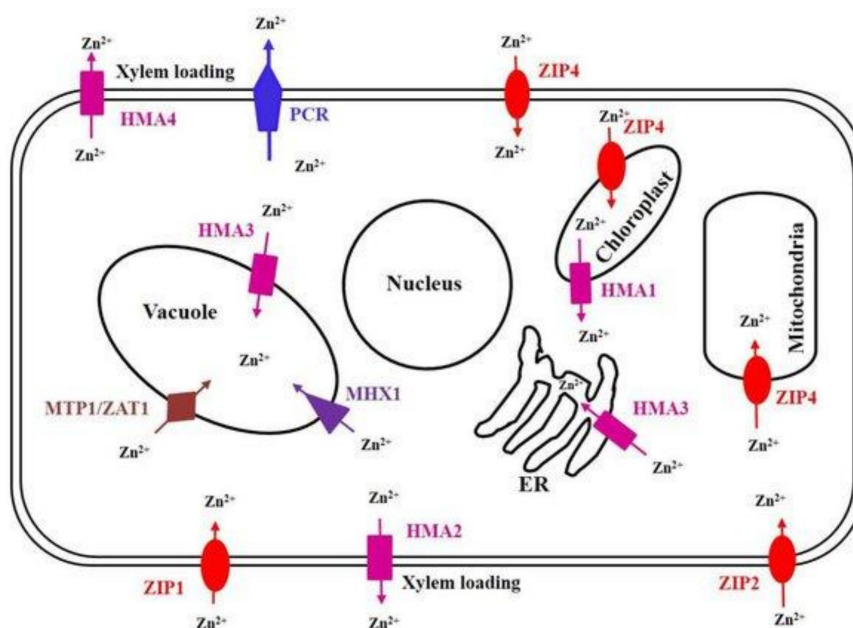 Zn²⁺
Xylem loading
Zn²⁺
Zn²⁺
ZIP4
HMA4
PCR
Zn²⁺
Zn²⁺
Zn²⁺
Zn²⁺
ZIP4
Zn²⁺
HMA3
Zn²⁺
Chloroplast
Nucleus
HMA1
Vacuole
Zn²⁺
Zn²⁺
Mitochondria
Zn²⁺
Zn²⁺
MTP1/ZAT1
MHX1
HMA3
ZIP4
Zn²⁺
Zn²⁺
Zn²⁺
Zn²⁺
ER
Zn²⁺
Zn²⁺
Zn²⁺
HMA2
ZIP1
Xylem loading
ZIP2
Zn²⁺
Zn²⁺
Zn²⁺